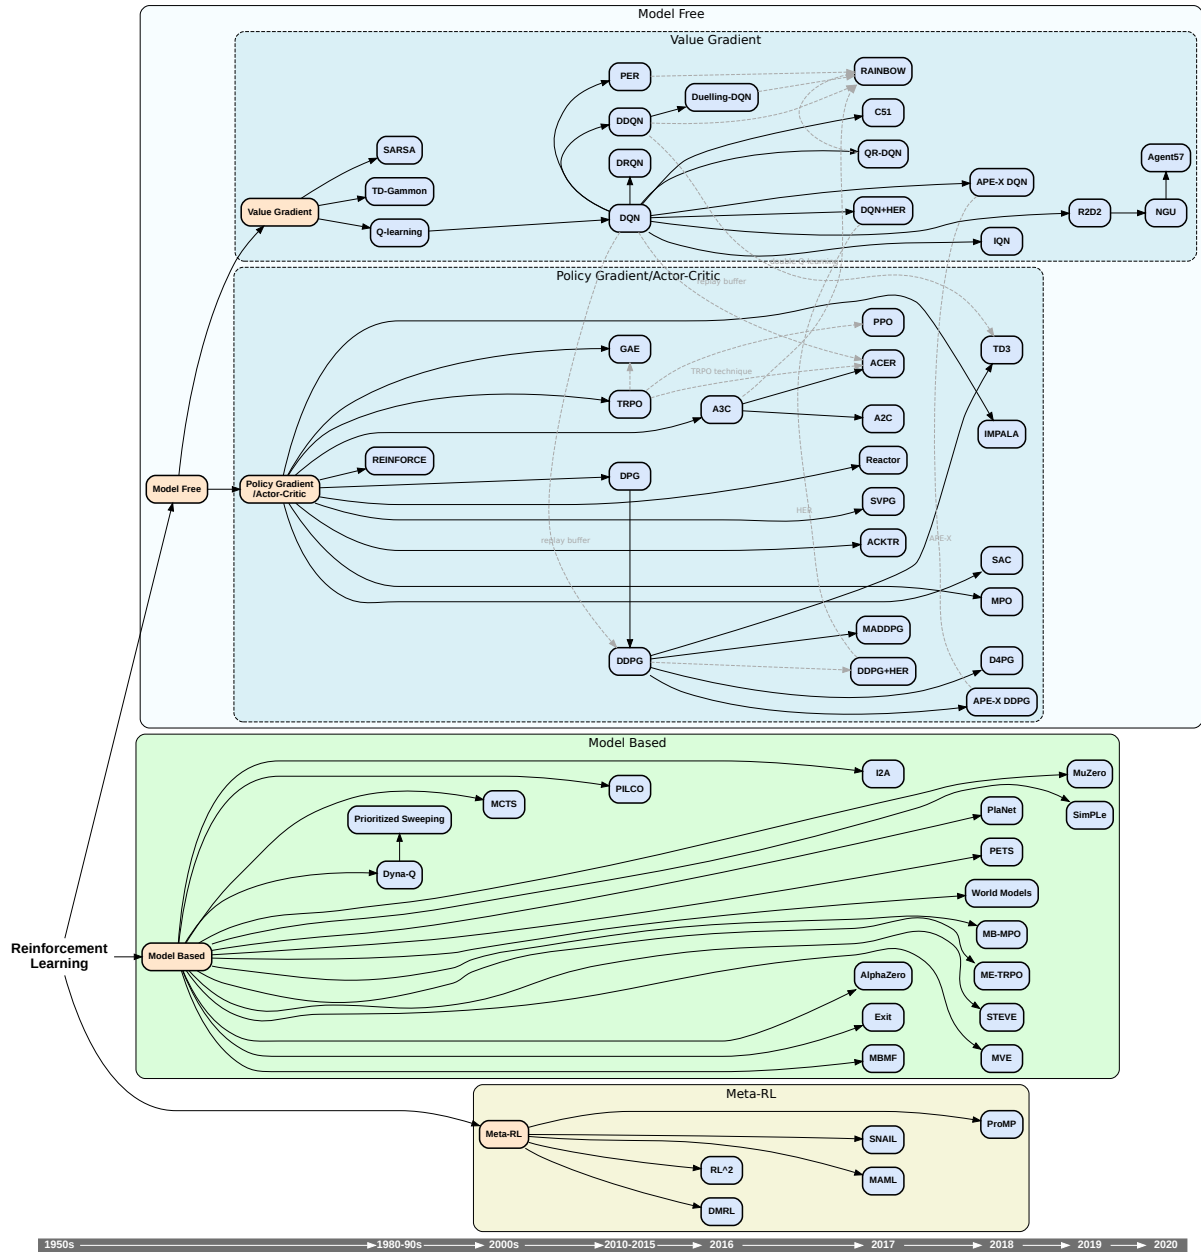 Model Free
Value Gradient
PER
RAINBOW
Duelling-DQN
DDQN
C51
SARSA
DRQN
QR-DQN
Agent57
TD-Gammon
APE-X DQN
Value Gradient
Q-learning
DQN
DQN+HER
R2D2
NGU
IQN
double Q-learning
Policy Gradient/Actor-Critic
replay buffer
PPO
GAE
TD3
ACER
TRPO technique
TRPO
A3C
A2C
IMPALA
REINFORCE
Reactor
DPG
Model Free
Policy Gradient
/Actor-Critic
SVPG
HER
replay buffer
ACKTR
APE-X
SAC
MPO
MADDPG
DDPG
D4PG
DDPG+HER
APE-X DDPG
Model Based
I2A
MuZero
PILCO
MCTS
PlaNet
SimPLe
Prioritized Sweeping
PETS
Dyna-Q
World Models
MB-MPO
Reinforcement
Learning
Model Based
AlphaZero
ME-TRPO
Exit
STEVE
MBMF
MVE
Meta-RL
ProMP
Meta-RL
SNAIL
RL^2
MAML
DMRL
1950s
1980-90s
2000s
2010-2015
2016
2017
2018
2019
2020